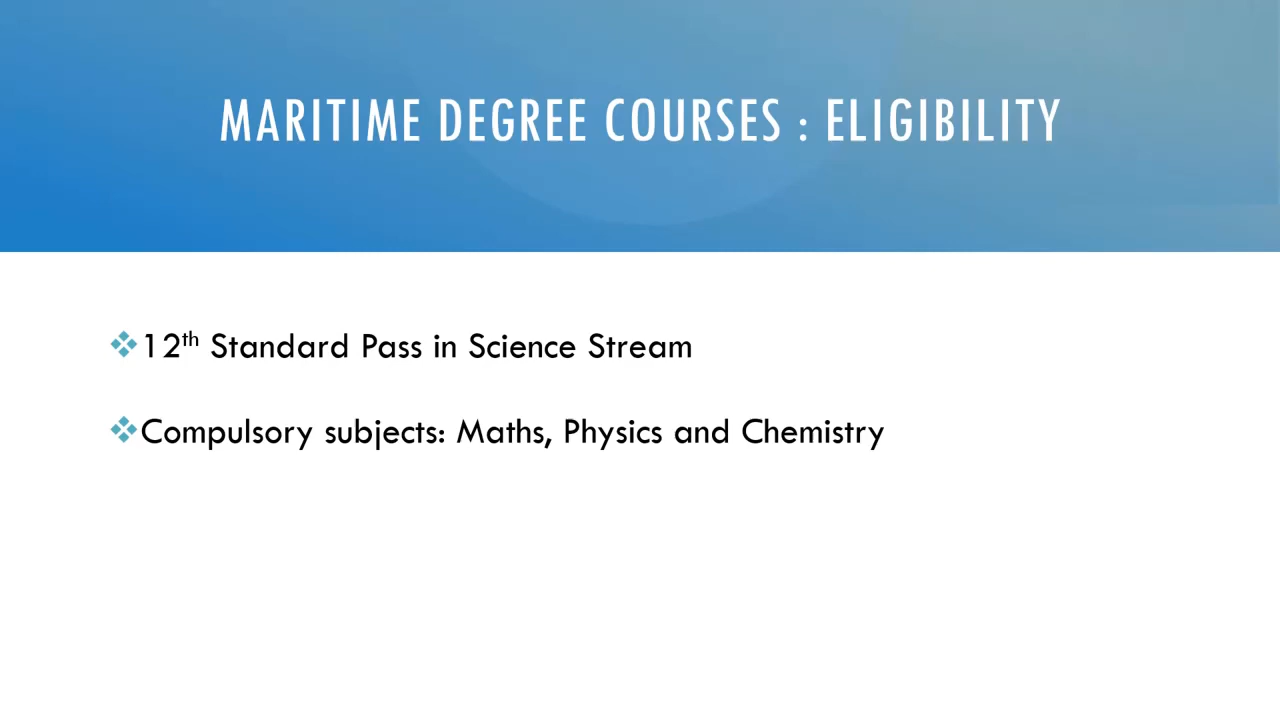 MARITIME DEGREE COURSES : ELIGIBILITY
12th Standard Pass in Science Stream
Compulsory subjects: Maths, Physics and Chemistry